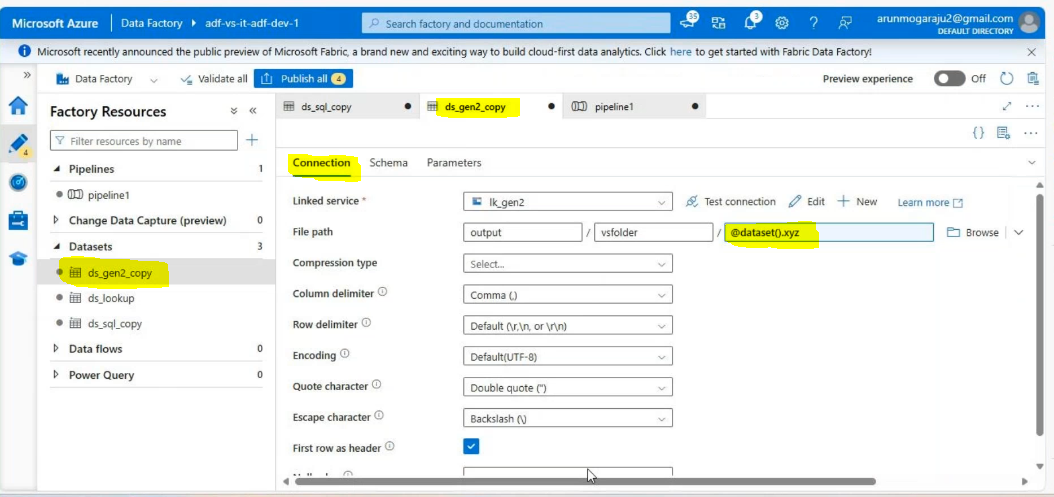 Microsoft Azure | Data Factory ▸ adf-vs-it-adf-dev-1 Search factory and documentation 35 3 ? arunmogaraju2@gmail.com
DEFAULT DIRECTORY
Microsoft recently announced the public preview of Microsoft Fabric, a brand new and exciting way to build cloud-first data analytics. Click here to get started with Fabric Data Factory!
Data Factory Validate all Publish all 4 Preview experience Off
Factory Resources
Filter resources by name
Pipelines 1
pipeline1
Change Data Capture (preview) 0
Datasets 3
ds_gen2_copy
ds_lookup
ds_sql_copy
Data flows 0
Power Query 0
4
ds_sql_copy ds_gen2_copy pipeline1
Connection Schema Parameters
Linked service * lk_gen2 Test connection Edit New Learn more
File path output / vsfolder / @dataset().xyz Browse
Compression type Select...
Column delimiter Comma (,)
Row delimiter Default (\r,\n, or \r\n)
Encoding Default(UTF-8)
Quote character Double quote (")
Escape character Backslash (\)
First row as header